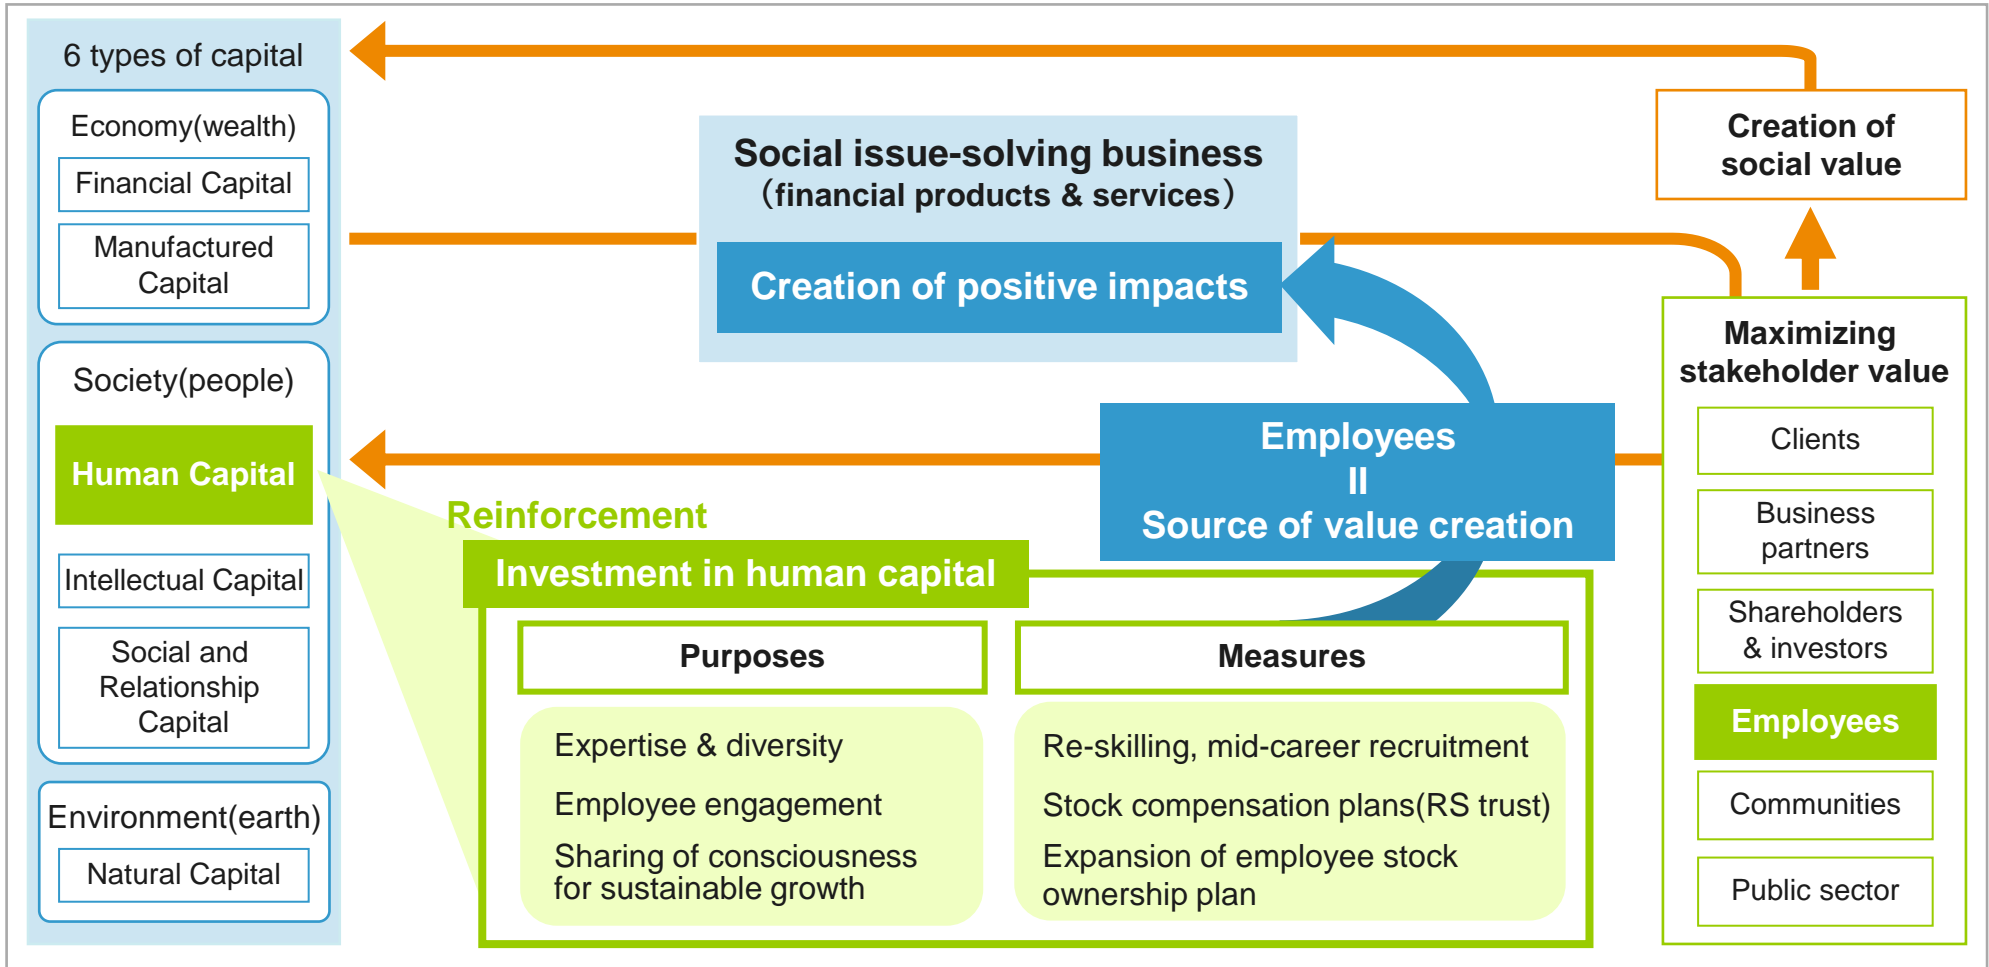 6 types of capital
Economy(wealth)
Financial Capital
Manufactured
Capital
Society(people)
Human Capital
Intellectual Capital
Social and
Relationship
Capital
Environment(earth)
Natural Capital
Social issue-solving business
（financial products & services）
Creation of positive impacts
Employees
II
Source of value creation
Reinforcement
Investment in human capital
Purposes
Expertise & diversity
Employee engagement
Sharing of consciousness
for sustainable growth
Measures
Re-skilling, mid-career recruitment
Stock compensation plans(RS trust)
Expansion of employee stock
ownership plan
Creation of
social value
Maximizing
stakeholder value
Clients
Business
partners
Shareholders
& investors
Employees
Communities
Public sector